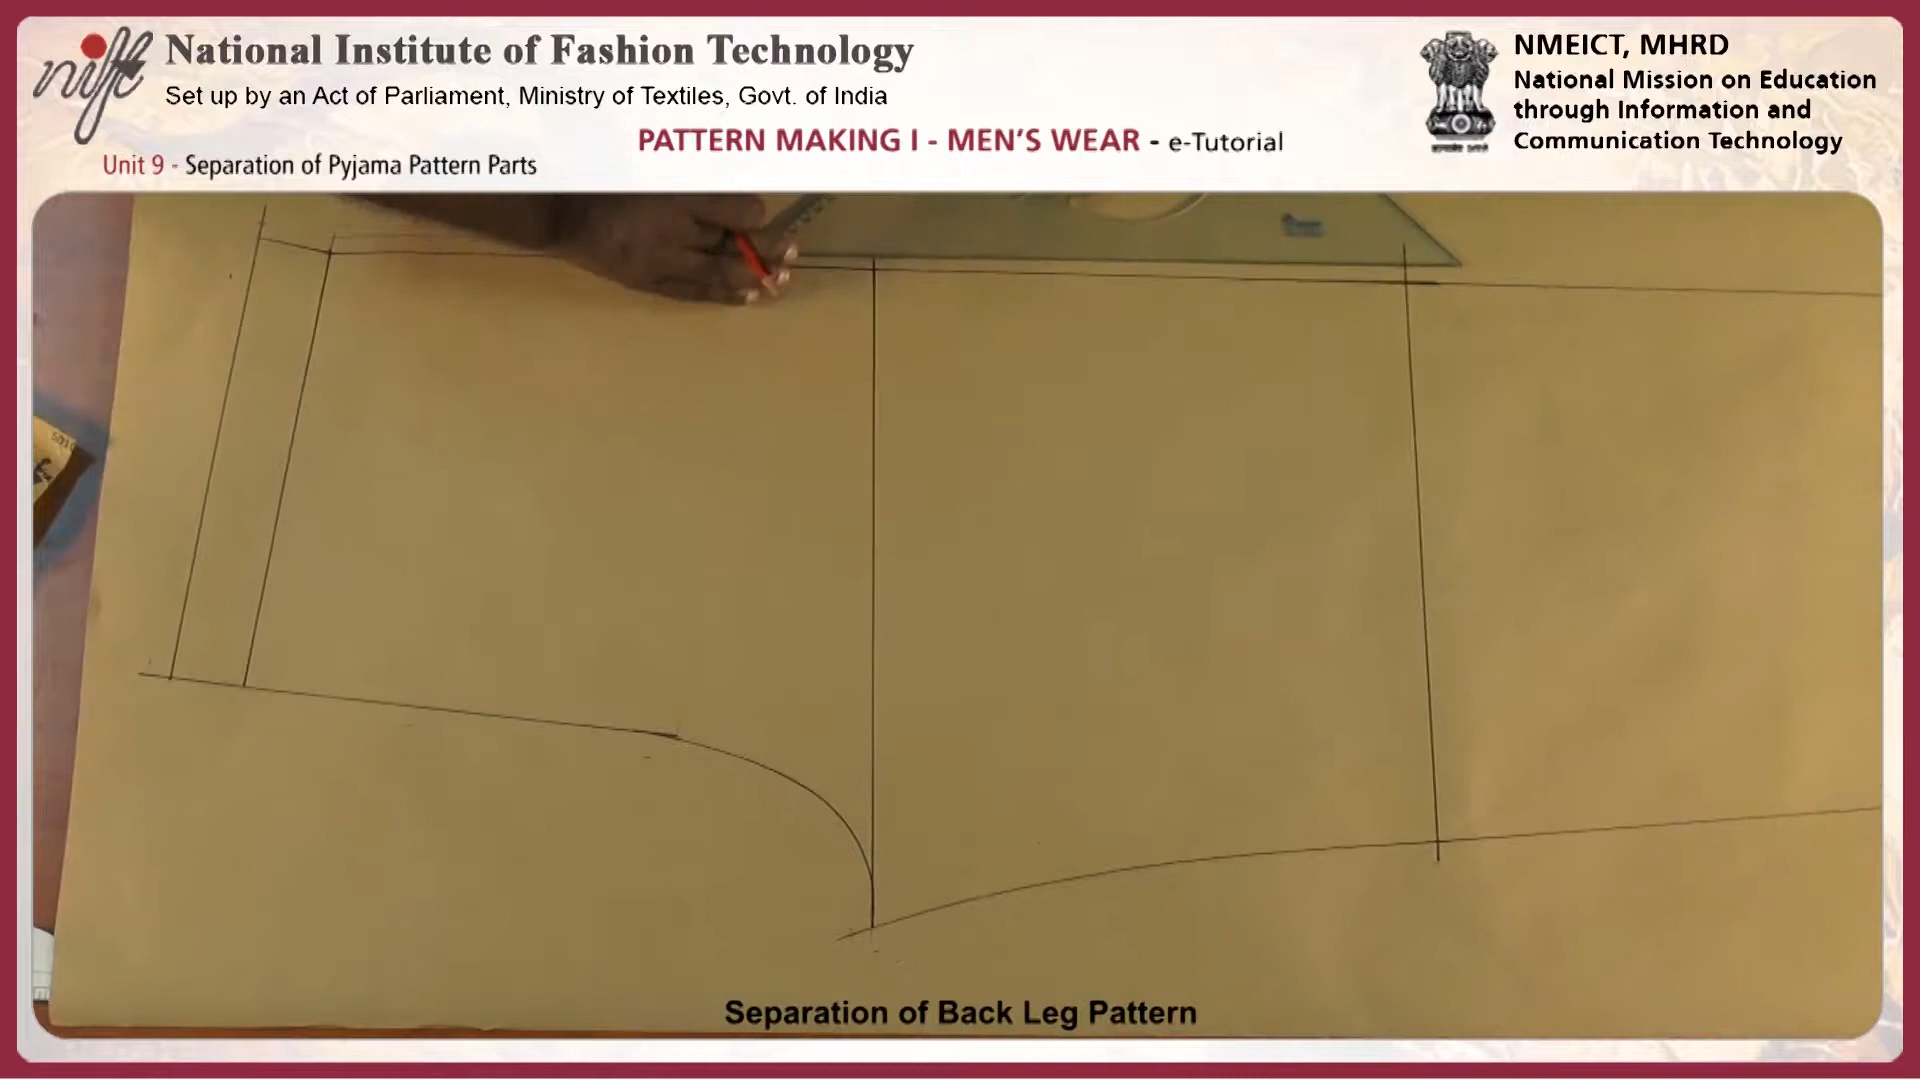 nift
National Institute of Fashion Technology
Set up by an Act of Parliament, Ministry of Textiles, Govt. of India
NMEICT, MHRD
National Mission on Education
through Information and
Communication Technology
PATTERN MAKING I - MEN'S WEAR - e-Tutorial
Unit 9 - Separation of Pyjama Pattern Parts
Separation of Back Leg Pattern